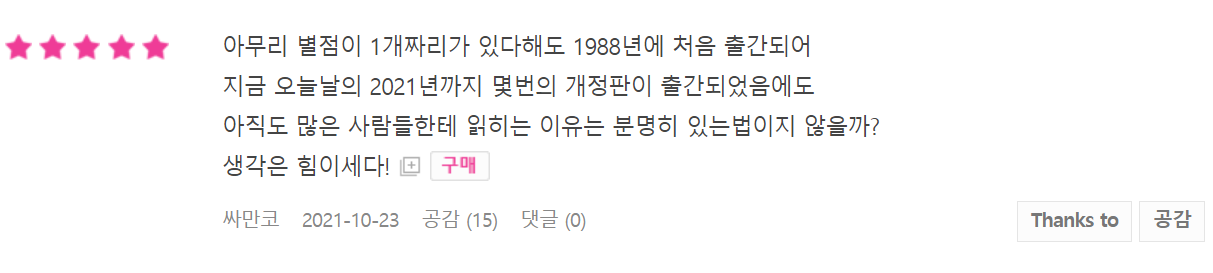 아무리 별점이 1개짜리가 있다해도 1988년에 처음 출간되어
지금 오늘날의 2021년까지 몇번의 개정판이 출간되었음에도
아직도 많은 사람들한테 읽히는 이유는 분명히 있는법이지 않을까?
생각은 힘이세다! 구매
싸만코 2021-10-23 공감 (15) 댓글 (0) Thanks to 공감